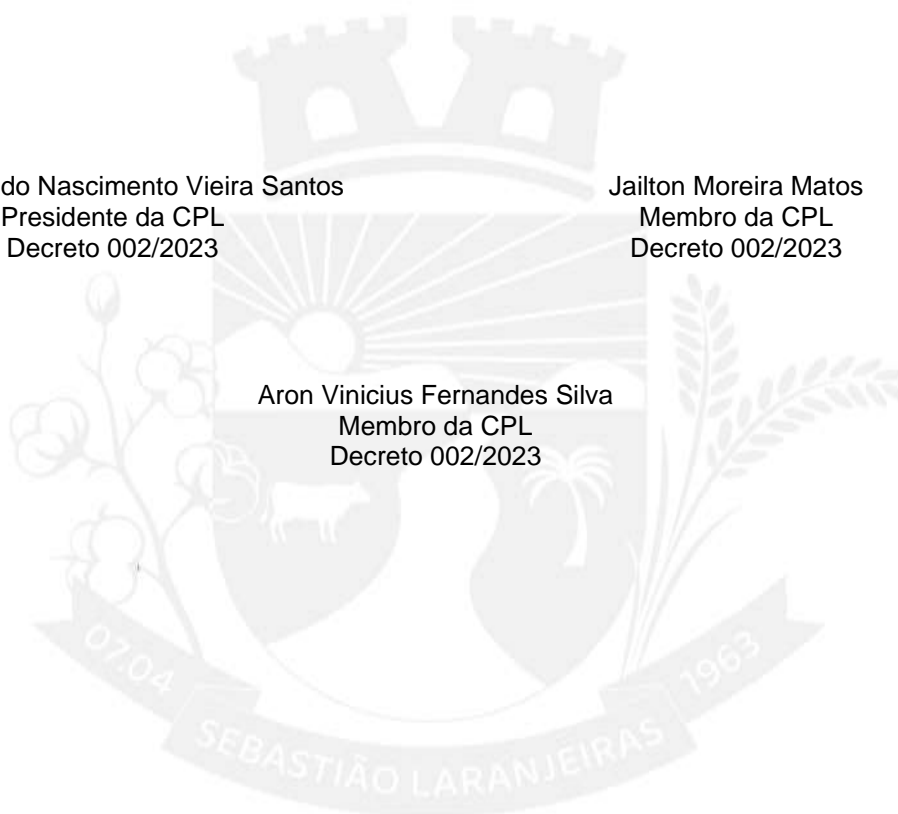 do Nascimento Vieira Santos
Presidente da CPL
Decreto 002/2023
Jailton Moreira Matos
Membro da CPL
Decreto 002/2023
Aron Vinicius Fernandes Silva
Membro da CPL
Decreto 002/2023
07.04
SEBASTIÃO LARANJEIRAS
1963